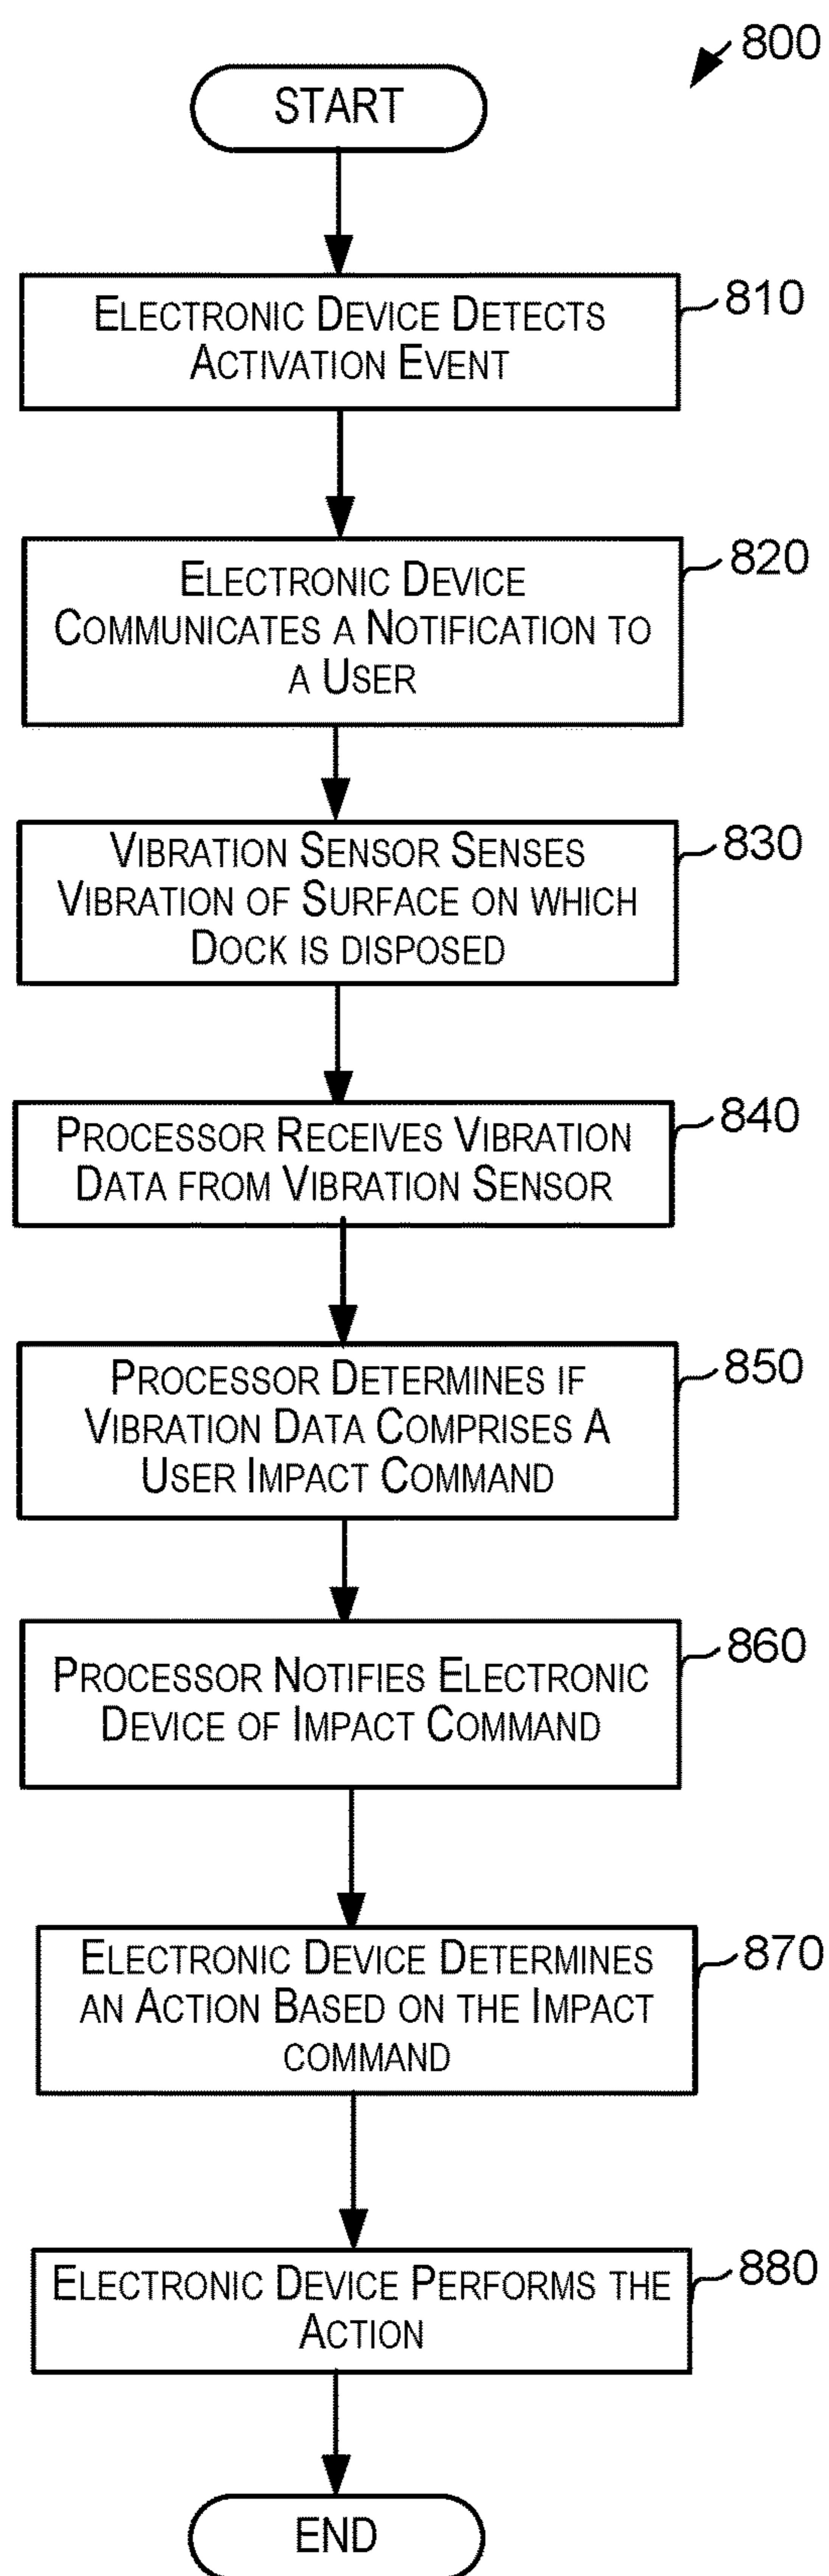 800
START
ELECTRONIC DEVICE DETECTS
ACTIVATION EVENT
810
ELECTRONIC DEVICE
COMMUNICATES A NOTIFICATION TO
A USER
820
VIBRATION SENSOR SENSES
VIBRATION OF SURFACE ON WHICH
DOCK IS DISPOSED
830
PROCESSOR RECEIVES VIBRATION
DATA FROM VIBRATION SENSOR
840
PROCESSOR DETERMINES IF
VIBRATION DATA COMPRISES A
USER IMPACT COMMAND
850
PROCESSOR NOTIFIES ELECTRONIC
DEVICE OF IMPACT COMMAND
860
ELECTRONIC DEVICE DETERMINES
AN ACTION BASED ON THE IMPACT
COMMAND
870
ELECTRONIC DEVICE PERFORMS THE
ACTION
880
END